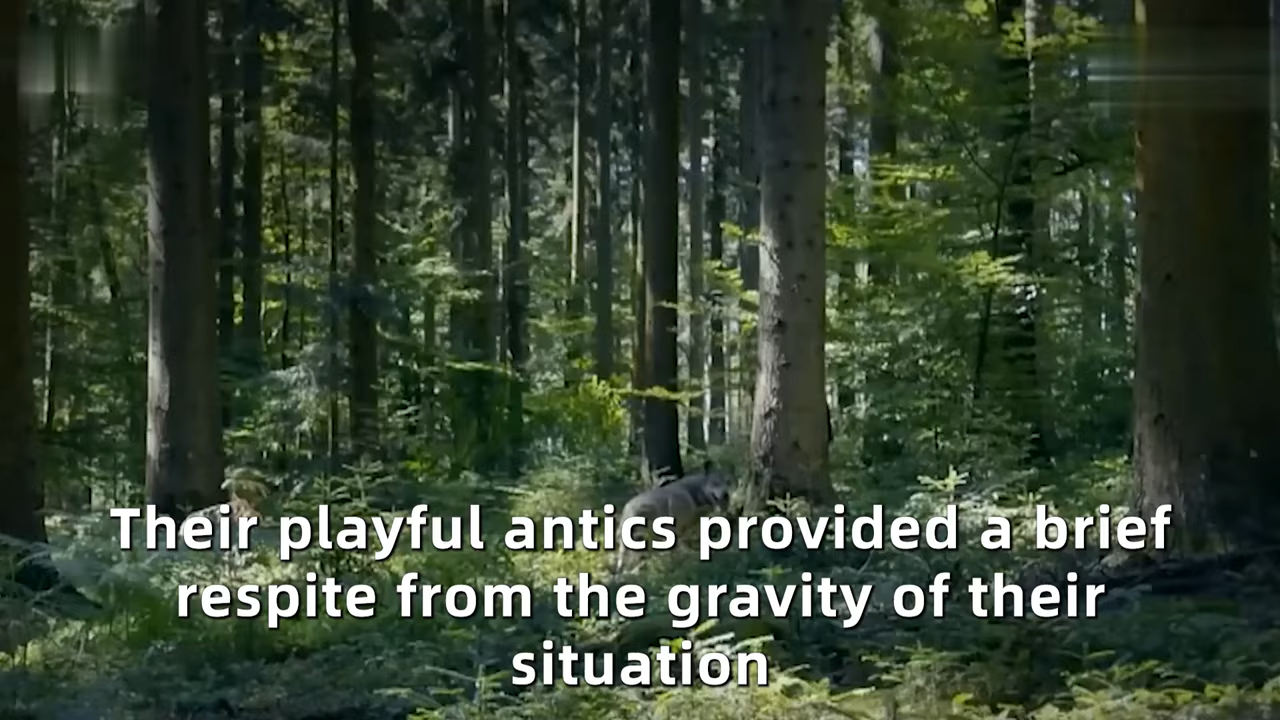 Their playful antics provided a brief
respite from the gravity of their
situation